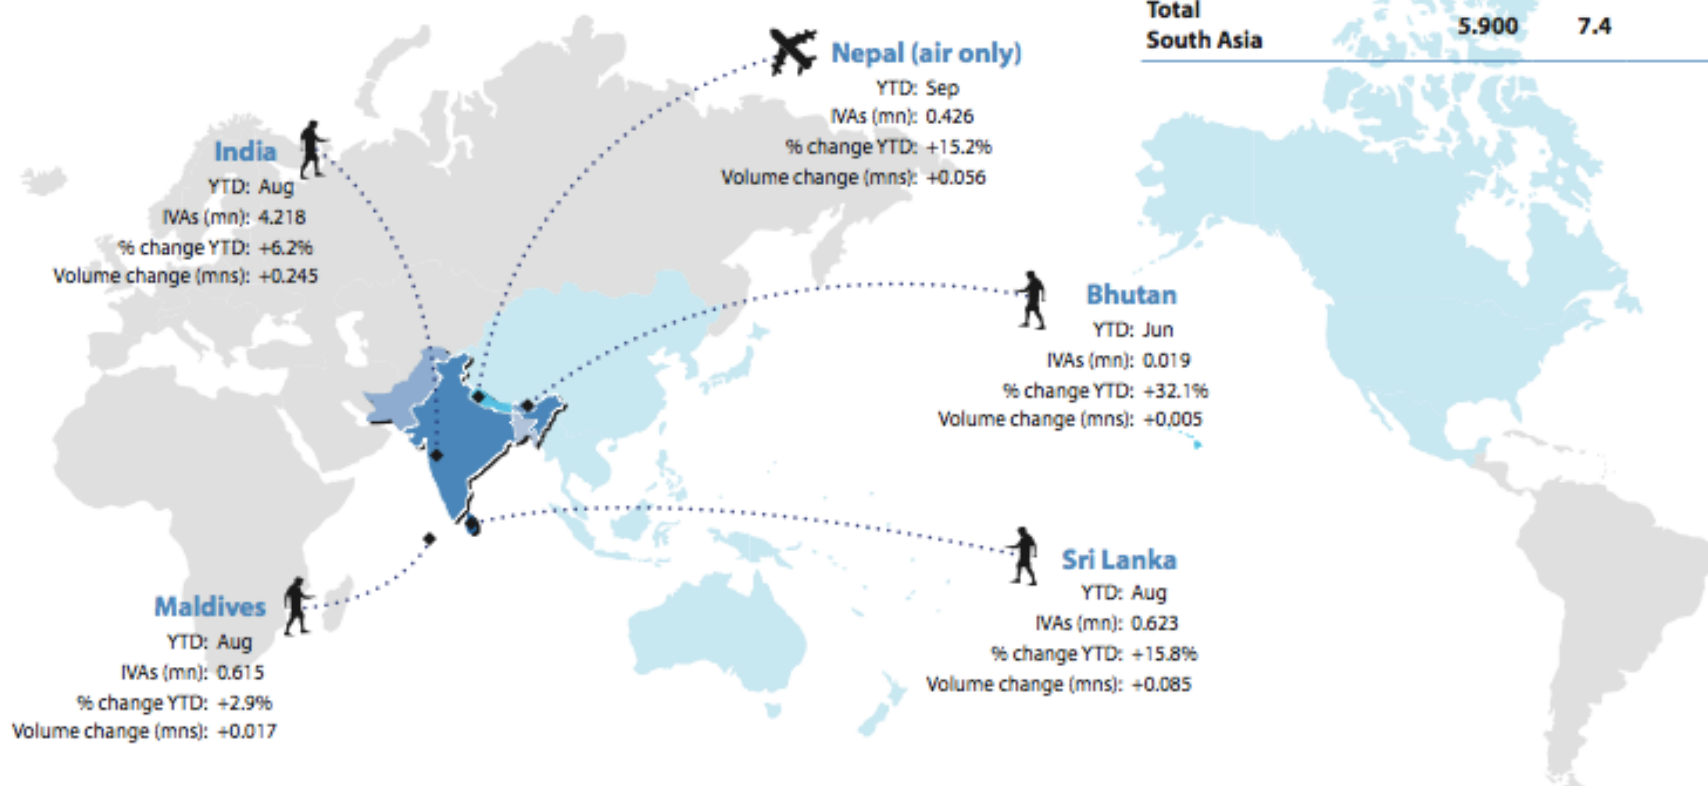 Total
South Asia 5.900 7.4
Nepal (air only)
YTD: Sep
IVAs (mn): 0.426
% change YTD: +15.2%
Volume change (mns): +0.056
India
YTD: Aug
IVAs (mn): 4.218
% change YTD: +6.2%
Volume change (mns): +0.245
Bhutan
YTD: Jun
IVAs (mn): 0.019
% change YTD: +32.1%
Volume change (mns): +0.005
Sri Lanka
YTD: Aug
IVAs (mn): 0.623
% change YTD: +15.8%
Volume change (mns): +0.085
Maldives
YTD: Aug
IVAs (mn): 0.615
% change YTD: +2.9%
Volume change (mns): +0.017